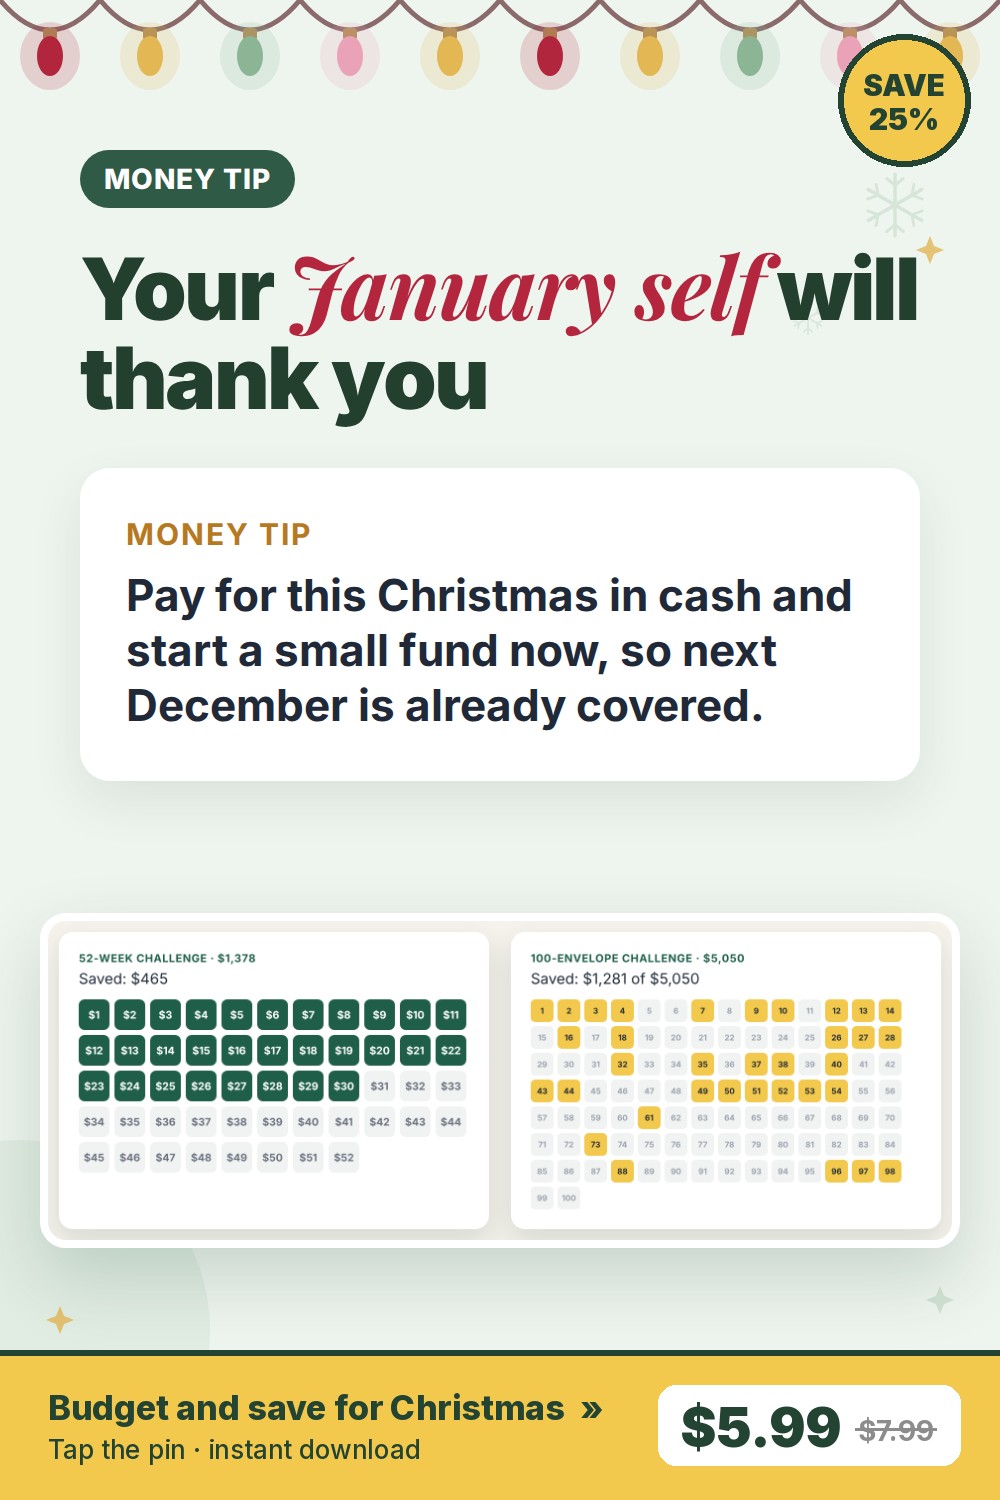 SAVE
25%
MONEY TIP
Your January self will
thank you
MONEY TIP
Pay for this Christmas in cash and
start a small fund now, so next
December is already covered.
52-WEEK CHALLENGE · $1,378
Saved: $465
$1 $2 $3 $4 $5 $6 $7 $8 $9 $10 $11
$12 $13 $14 $15 $16 $17 $18 $19 $20 $21 $22
$23 $24 $25 $26 $27 $28 $29 $30 $31 $32 $33
$34 $35 $36 $37 $38 $39 $40 $41 $42 $43 $44
$45 $46 $47 $48 $49 $50 $51 $52
100-ENVELOPE CHALLENGE · $5,050
Saved: $1,281 of $5,050
1 2 3 4 5 6 7 8 9 10 11 12 13 14
15 16 17 18 19 20 21 22 23 24 25 26 27 28
29 30 31 32 33 34 35 36 37 38 39 40 41 42
43 44 45 46 47 48 49 50 51 52 53 54 55 56
57 58 59 60 61 62 63 64 65 66 67 68 69 70
71 72 73 74 75 76 77 78 79 80 81 82 83 84
85 86 87 88 89 90 91 92 93 94 95 96 97 98
99 100
Budget and save for Christmas »
Tap the pin · instant download
$5.99 $7.99